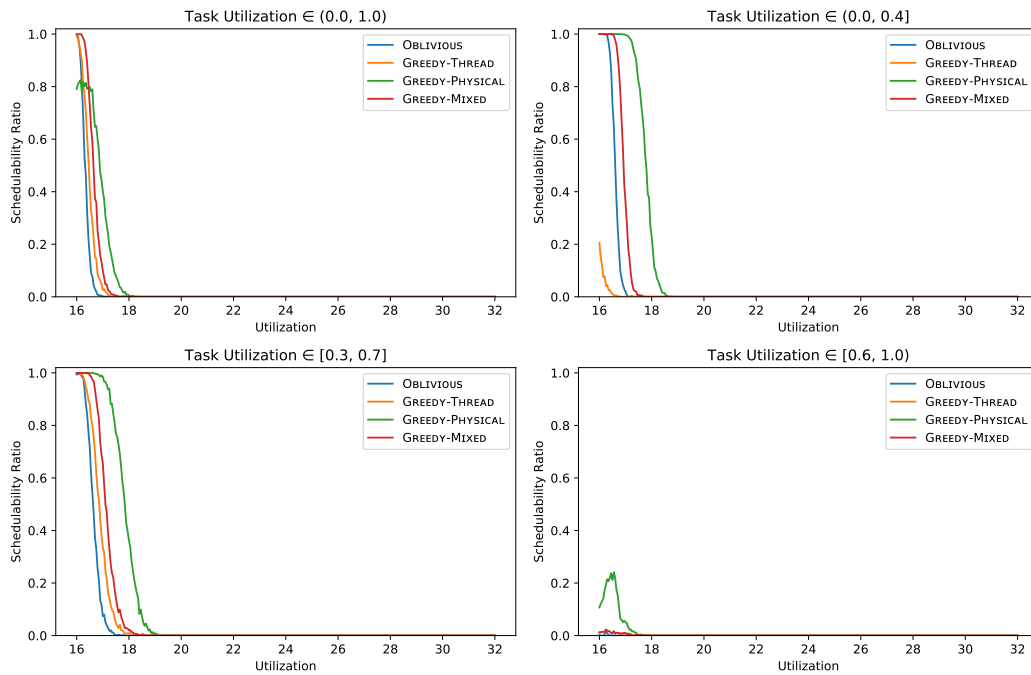 Task Utilization ∈ (0.0, 1.0)
1.0
0.8
0.6
0.4
0.2
0.0
Schedulability Ratio
16 18 20 22 24 26 28 30 32
Utilization
Oblivious
Greedy-Thread
Greedy-Physical
Greedy-Mixed
Task Utilization ∈ (0.0, 0.4]
1.0
0.8
0.6
0.4
0.2
0.0
Schedulability Ratio
16 18 20 22 24 26 28 30 32
Utilization
Oblivious
Greedy-Thread
Greedy-Physical
Greedy-Mixed
Task Utilization ∈ [0.3, 0.7]
1.0
0.8
0.6
0.4
0.2
0.0
Schedulability Ratio
16 18 20 22 24 26 28 30 32
Utilization
Oblivious
Greedy-Thread
Greedy-Physical
Greedy-Mixed
Task Utilization ∈ [0.6, 1.0)
1.0
0.8
0.6
0.4
0.2
0.0
Schedulability Ratio
16 18 20 22 24 26 28 30 32
Utilization
Oblivious
Greedy-Thread
Greedy-Physical
Greedy-Mixed